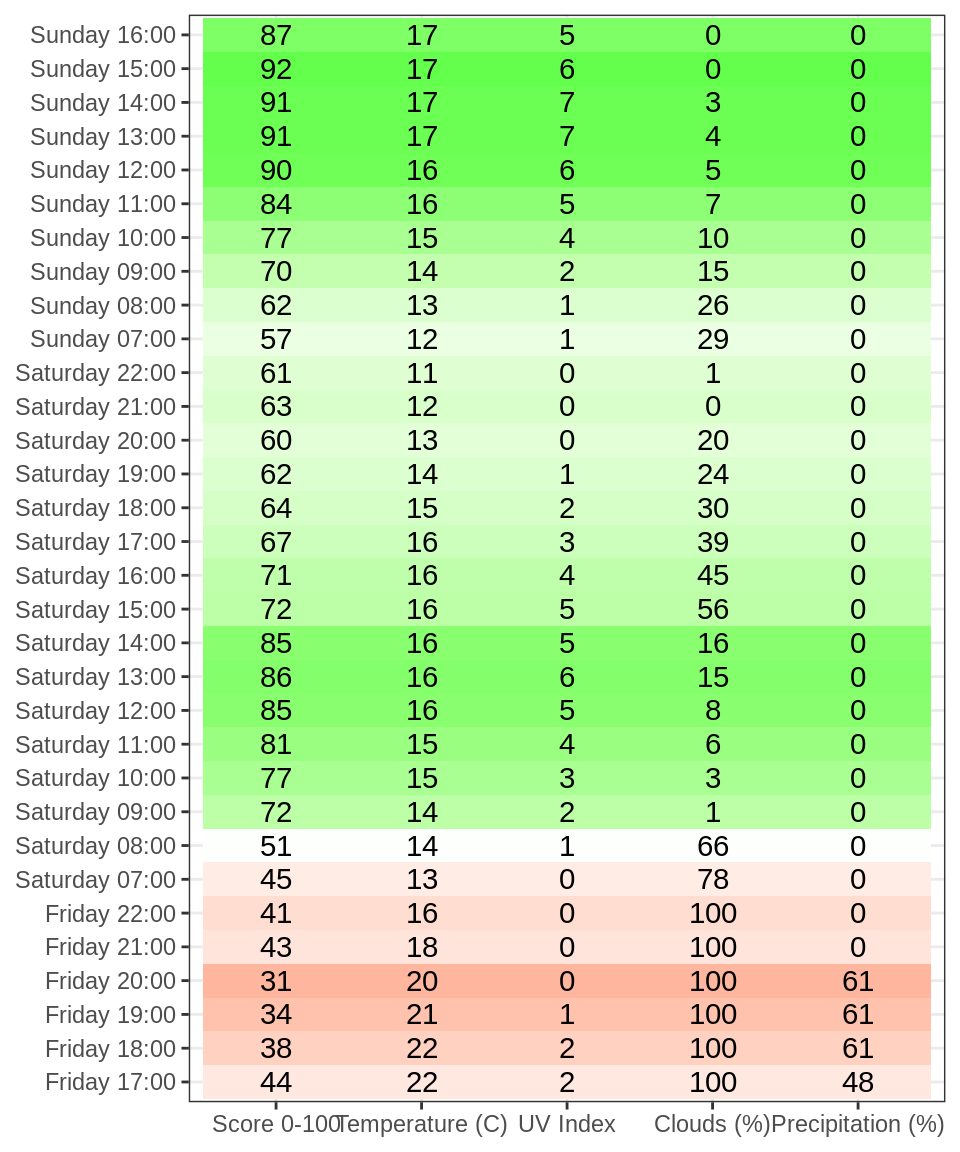 Sunday 16:00 87 17 5 0 0
Sunday 15:00 92 17 6 0 0
Sunday 14:00 91 17 7 3 0
Sunday 13:00 91 17 7 4 0
Sunday 12:00 90 16 6 5 0
Sunday 11:00 84 16 5 7 0
Sunday 10:00 77 15 4 10 0
Sunday 09:00 70 14 2 15 0
Sunday 08:00 62 13 1 26 0
Sunday 07:00 57 12 1 29 0
Saturday 22:00 61 11 0 1 0
Saturday 21:00 63 12 0 0 0
Saturday 20:00 60 13 0 20 0
Saturday 19:00 62 14 1 24 0
Saturday 18:00 64 15 2 30 0
Saturday 17:00 67 16 3 39 0
Saturday 16:00 71 16 4 45 0
Saturday 15:00 72 16 5 56 0
Saturday 14:00 85 16 5 16 0
Saturday 13:00 86 16 6 15 0
Saturday 12:00 85 16 5 8 0
Saturday 11:00 81 15 4 6 0
Saturday 10:00 77 15 3 3 0
Saturday 09:00 72 14 2 1 0
Saturday 08:00 51 14 1 66 0
Saturday 07:00 45 13 0 78 0
Friday 22:00 41 16 0 100 0
Friday 21:00 43 18 0 100 0
Friday 20:00 31 20 0 100 61
Friday 19:00 34 21 1 100 61
Friday 18:00 38 22 2 100 61
Friday 17:00 44 22 2 100 48
Score 0-100 Temperature (C) UV Index Clouds (%) Precipitation (%)